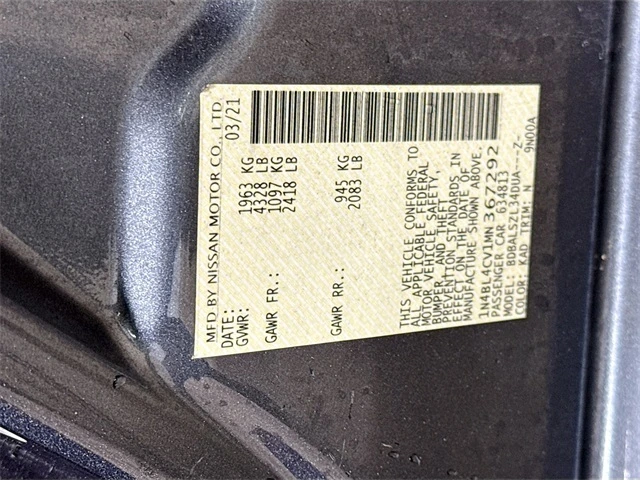 MFD BY NISSAN MOTOR CO., LTD
DATE: 03/21
GVWR: 1963 KG
4328 LB
GAWR FR.: 1097 KG
2418 LB
GAWR RR.: 945 KG
2083 LB
THIS VEHICLE CONFORMS TO
ALL APPLICABLE FEDERAL
MOTOR VEHICLE SAFETY,
BUMPER, AND THEFT
PREVENTION STANDARDS IN
EFFECT ON THE DATE OF
MANUFACTURE SHOWN ABOVE.
1N4BL4CV1MN367292
PASSENGER CAR 634813
MODEL: BDBALS2L34DUA----Z-
COLOR: KAD TRIM: N 9N00A